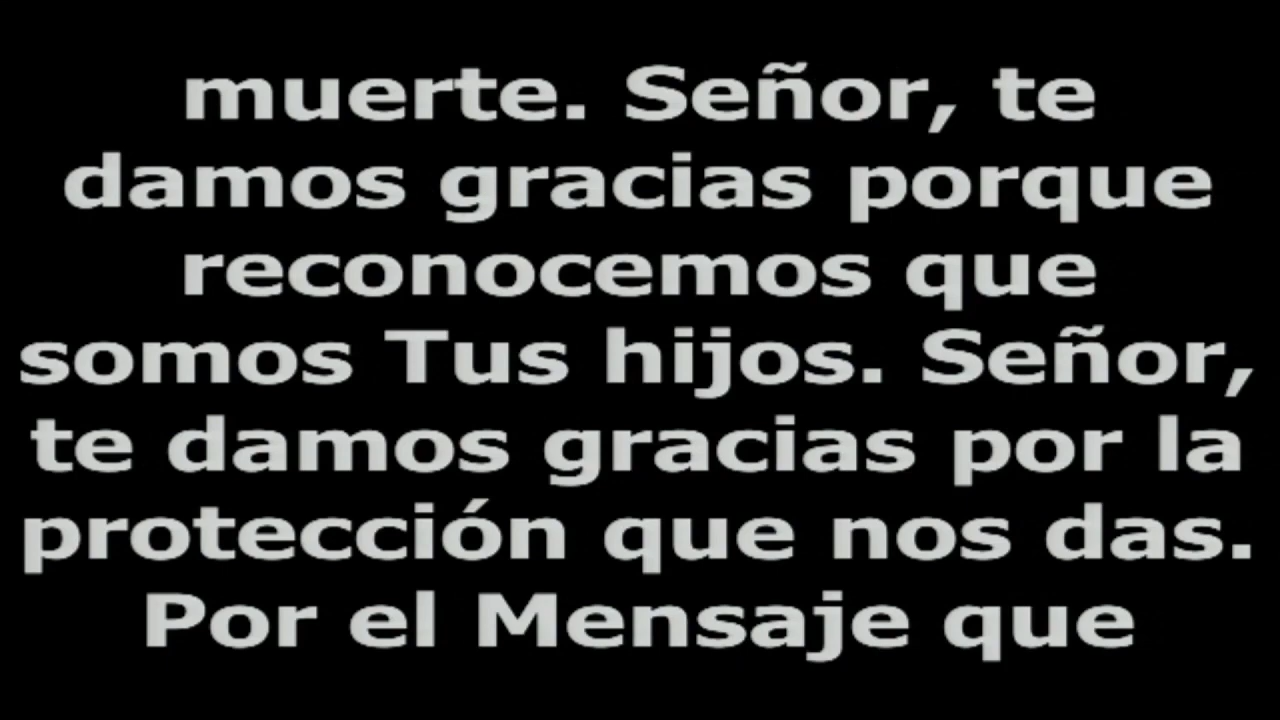 muerte. Señor, te
damos gracias porque
reconocemos que
somos Tus hijos. Señor,
te damos gracias por la
protección que nos das.
Por el Mensaje que